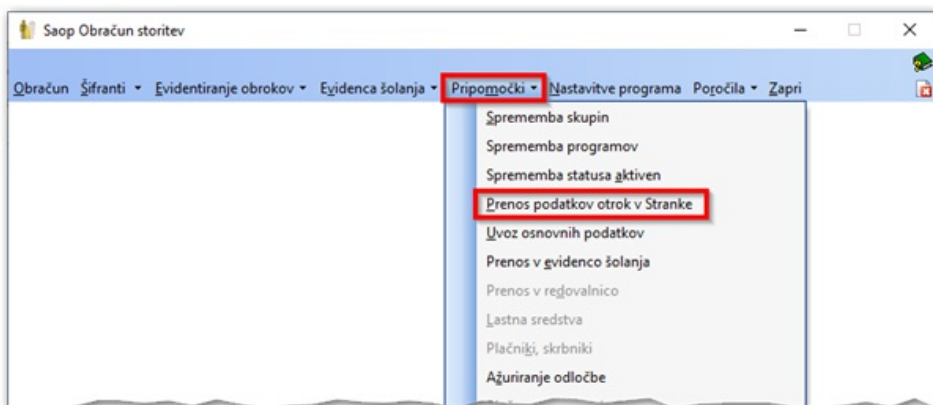 Saop Obračun storitev
Obračun Šifranti Evidentiranje obrokov Evidenca šolanja Pripomočki Nastavitve programa Poročila Zapri
Sprememba skupin
Sprememba programov
Sprememba statusa aktiven
Prenos podatkov otrok v Stranke
Uvoz osnovnih podatkov
Prenos v evidenco šolanja
Prenos v redovalnico
Lastna sredstva
Plačniki, skrbniki
Ažuriranje odločbe